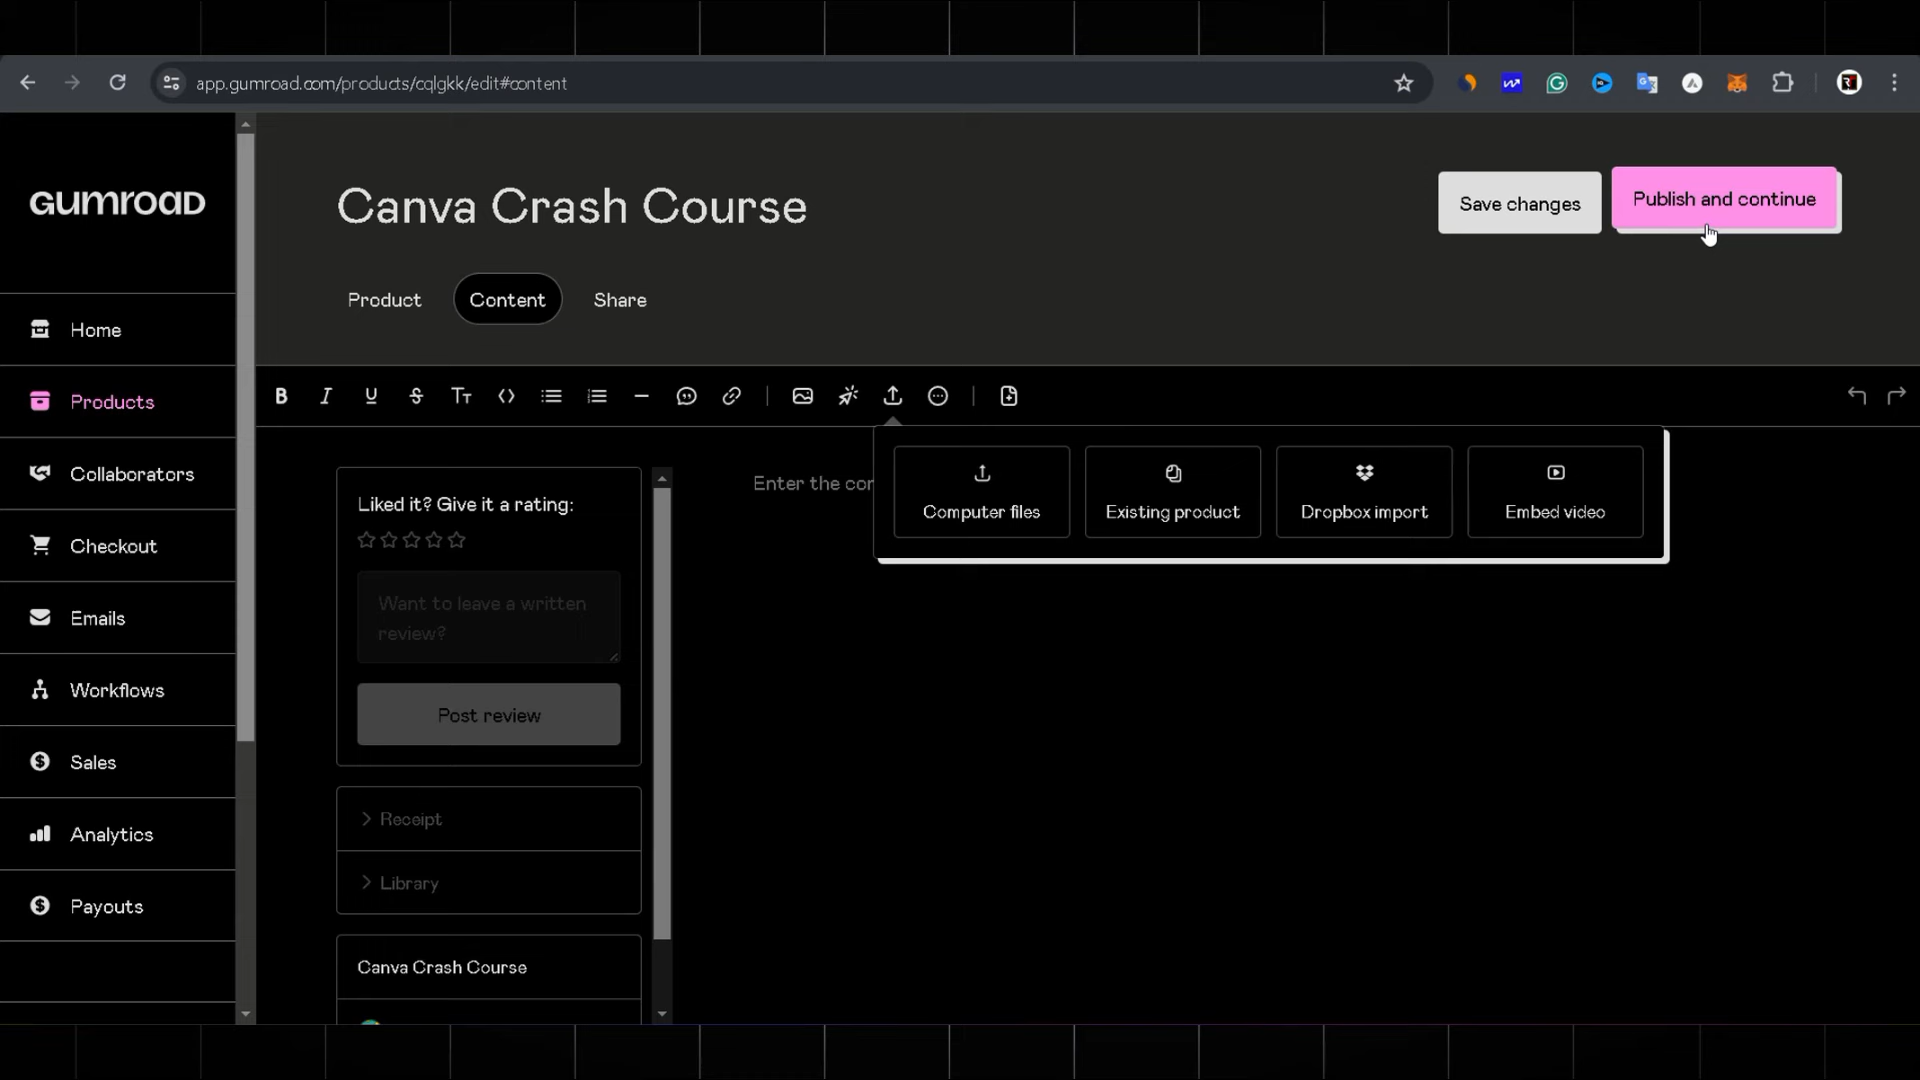 app.gumroad.com/products/cqlgkk/edit#content
GUMROAD
Canva Crash Course
Save changes
Publish and continue
Product
Content
Share
Home
Products
Collaborators
Checkout
Emails
Workflows
Sales
Analytics
Payouts
B I U S Tt
Enter the cor
Computer files
Existing product
Dropbox import
Embed video
Liked it? Give it a rating:
Want to leave a written
review?
Post review
Receipt
Library
Canva Crash Course